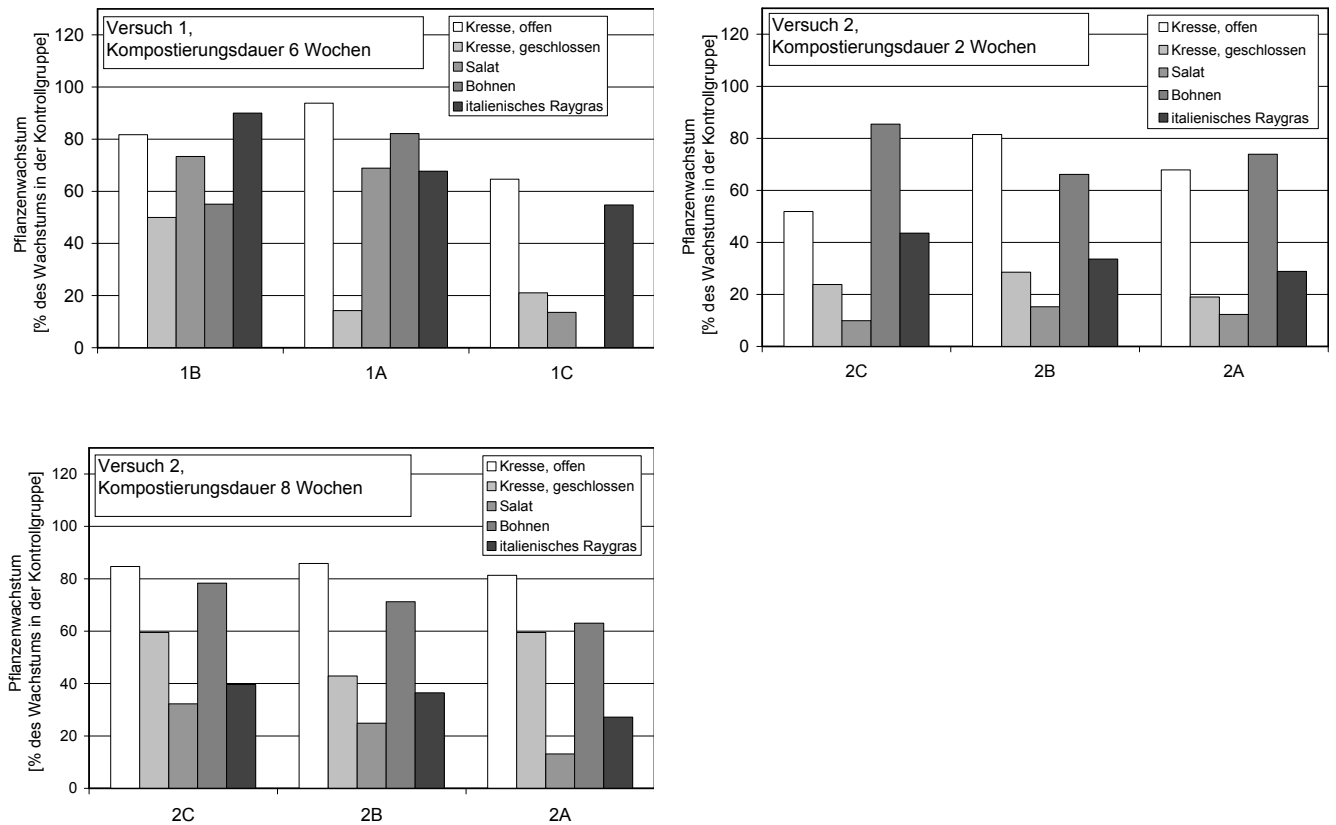 Versuch 1,
Kompostierungsdauer 6 Wochen
Kresse, offen
Kresse, geschlossen
Salat
Bohnen
italienisches Raygras
Pflanzenwachstum
[% des Wachstums in der Kontrollgruppe]
120
100
80
60
40
20
0
1B 1A 1C
Versuch 2,
Kompostierungsdauer 2 Wochen
Kresse, offen
Kresse, geschlossen
Salat
Bohnen
italienisches Raygras
Pflanzenwachstum
[% des Wachstums in der Kontrollgruppe]
120
100
80
60
40
20
0
2C 2B 2A
Versuch 2,
Kompostierungsdauer 8 Wochen
Kresse, offen
Kresse, geschlossen
Salat
Bohnen
italienisches Raygras
Pflanzenwachstum
[% des Wachstums in der Kontrollgruppe]
120
100
80
60
40
20
0
2C 2B 2A